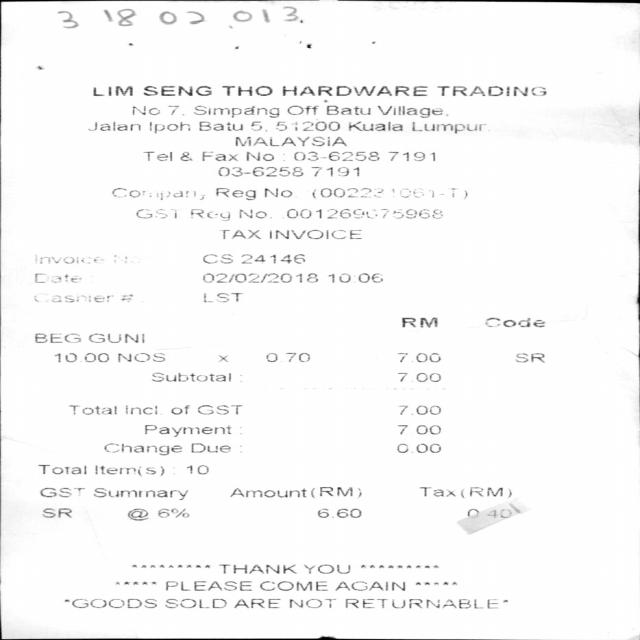 3 18 02 013.
LIM SENG THO HARDWARE TRADING
No 7, Simpang Off Batu Village,
Jalan Ipoh Batu 5, 51200 Kuala Lumpur.
MALAYSIA
Tel & Fax No : 03-6258 7191
03-6258 7191
Company Reg No. (002231061-T)
GST Reg No. :001269075968
TAX INVOICE
Invoice No CS 24146
Date : 02/02/2018 10:06
Cashier # : LST
RM Code
BEG GUNI
10.00 NOS x 0.70 7.00 SR
Subtotal : 7.00
Total Incl. of GST 7.00
Payment : 7.00
Change Due : 0.00
Total Item(s) : 10
GST Summary Amount(RM) Tax(RM)
SR @ 6% 6.60 0.40
********* THANK YOU *********
***** PLEASE COME AGAIN *****
*GOODS SOLD ARE NOT RETURNABLE*